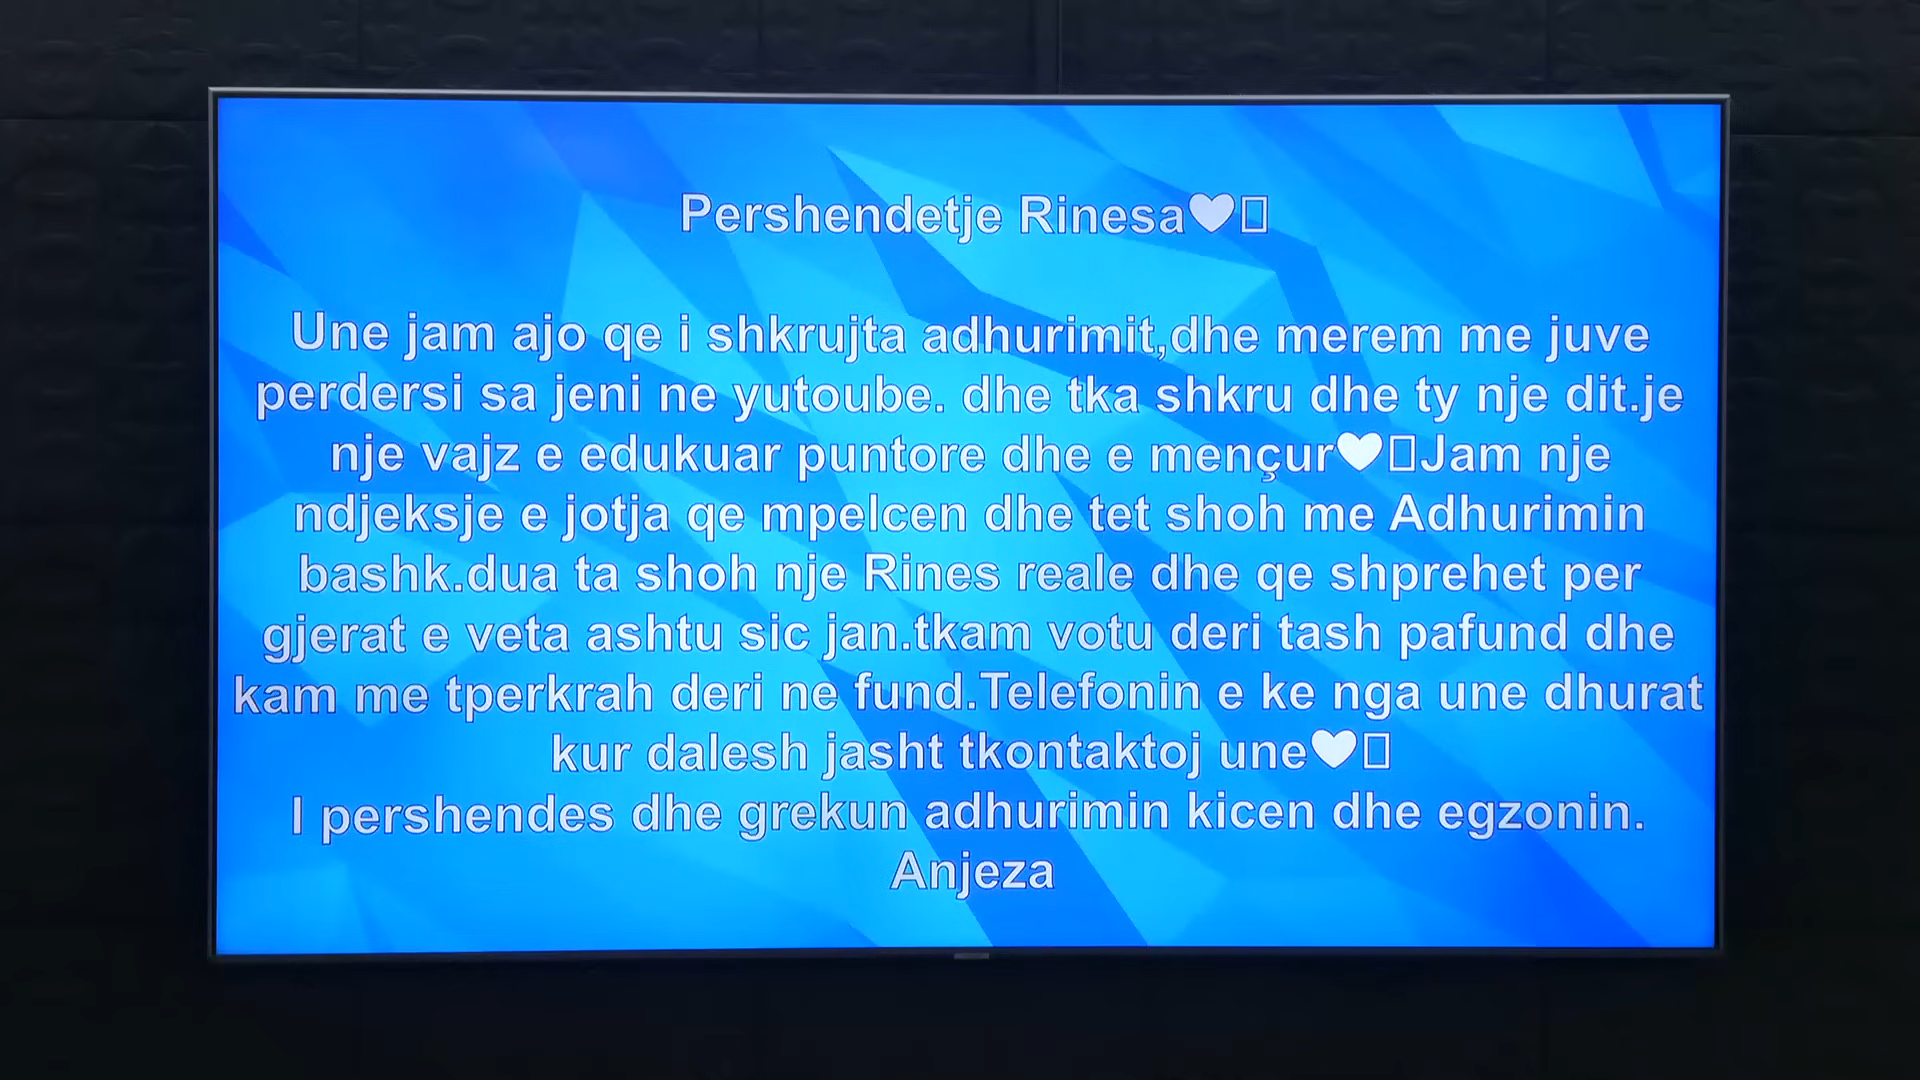 Pershendetje Rinesa🤍▯
Une jam ajo qe i shkrujta adhurimit,dhe merem me juve
perdersi sa jeni ne yutoube. dhe tka shkru dhe ty nje dit.je
nje vajz e edukuar puntore dhe e mençur🤍▯Jam nje
ndjeksje e jotja qe mpelcen dhe tet shoh me Adhurimin
bashk.dua ta shoh nje Rines reale dhe qe shprehet per
gjerat e veta ashtu sic jan.tkam votu deri tash pafund dhe
kam me tperkrah deri ne fund.Telefonin e ke nga une dhurat
kur dalesh jasht tkontaktoj une🤍▯
I pershendes dhe grekun adhurimin kicen dhe egzonin.
Anjeza